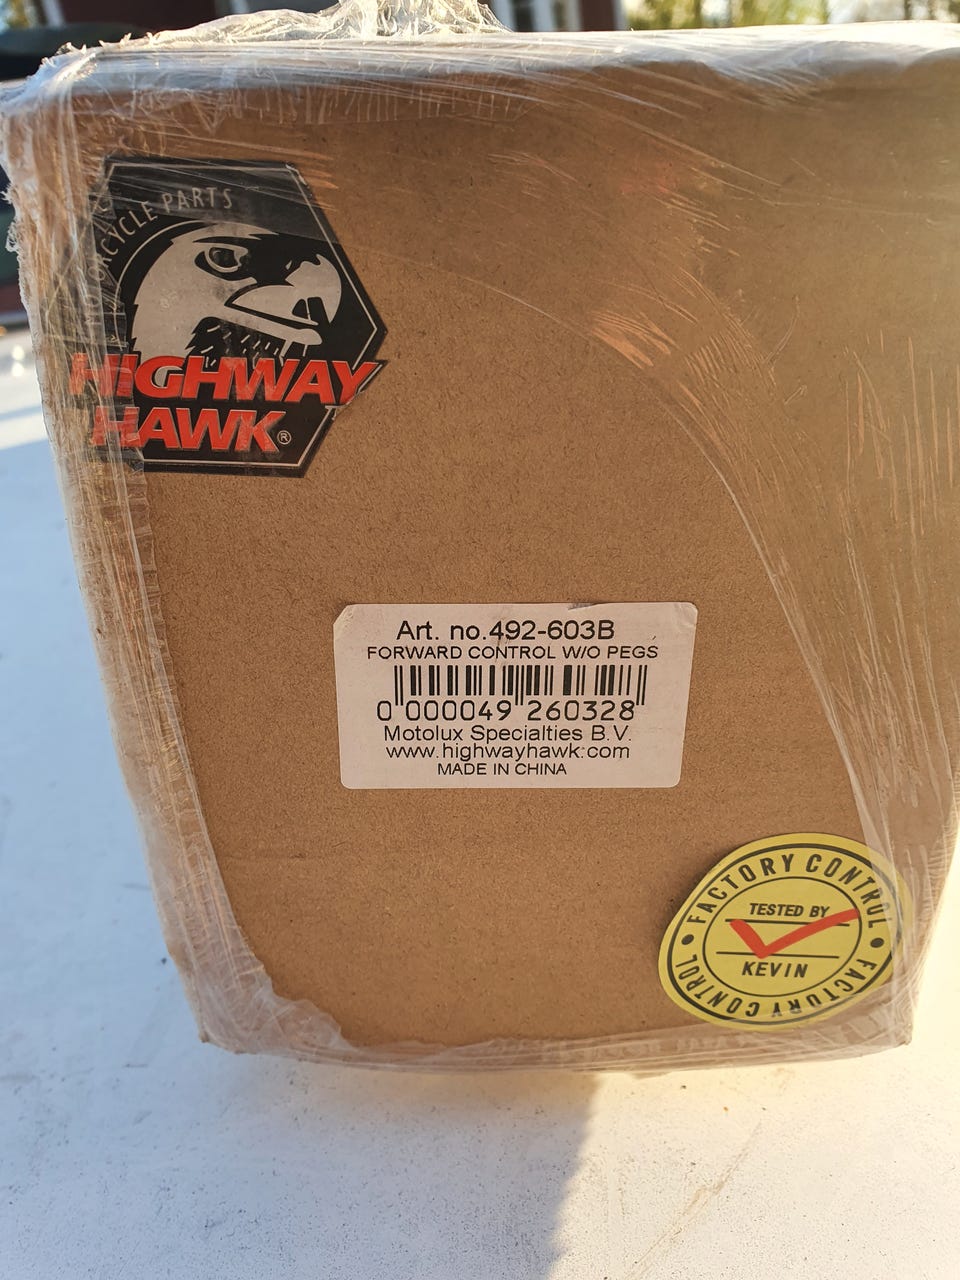 MOTORCYCLE PARTS
HIGHWAY
HAWK®
Art. no.492-603B
FORWARD CONTROL W/O PEGS
0 000049 260328
Motolux Specialties B.V.
www.highwayhawk.com
MADE IN CHINA
FACTORY CONTROL
TESTED BY
KEVIN
FACTORY CONTROL